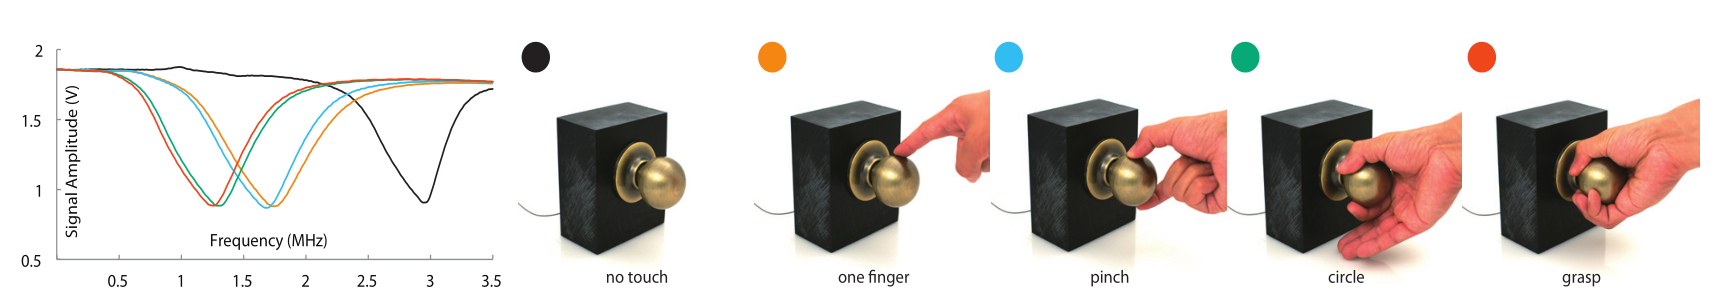 2
1.5
1
0.5
Signal Amplitude (V)
Frequency (MHz)
0.5
1
1.5
2
2.5
3
3.5
no touch
one finger
pinch
circle
grasp